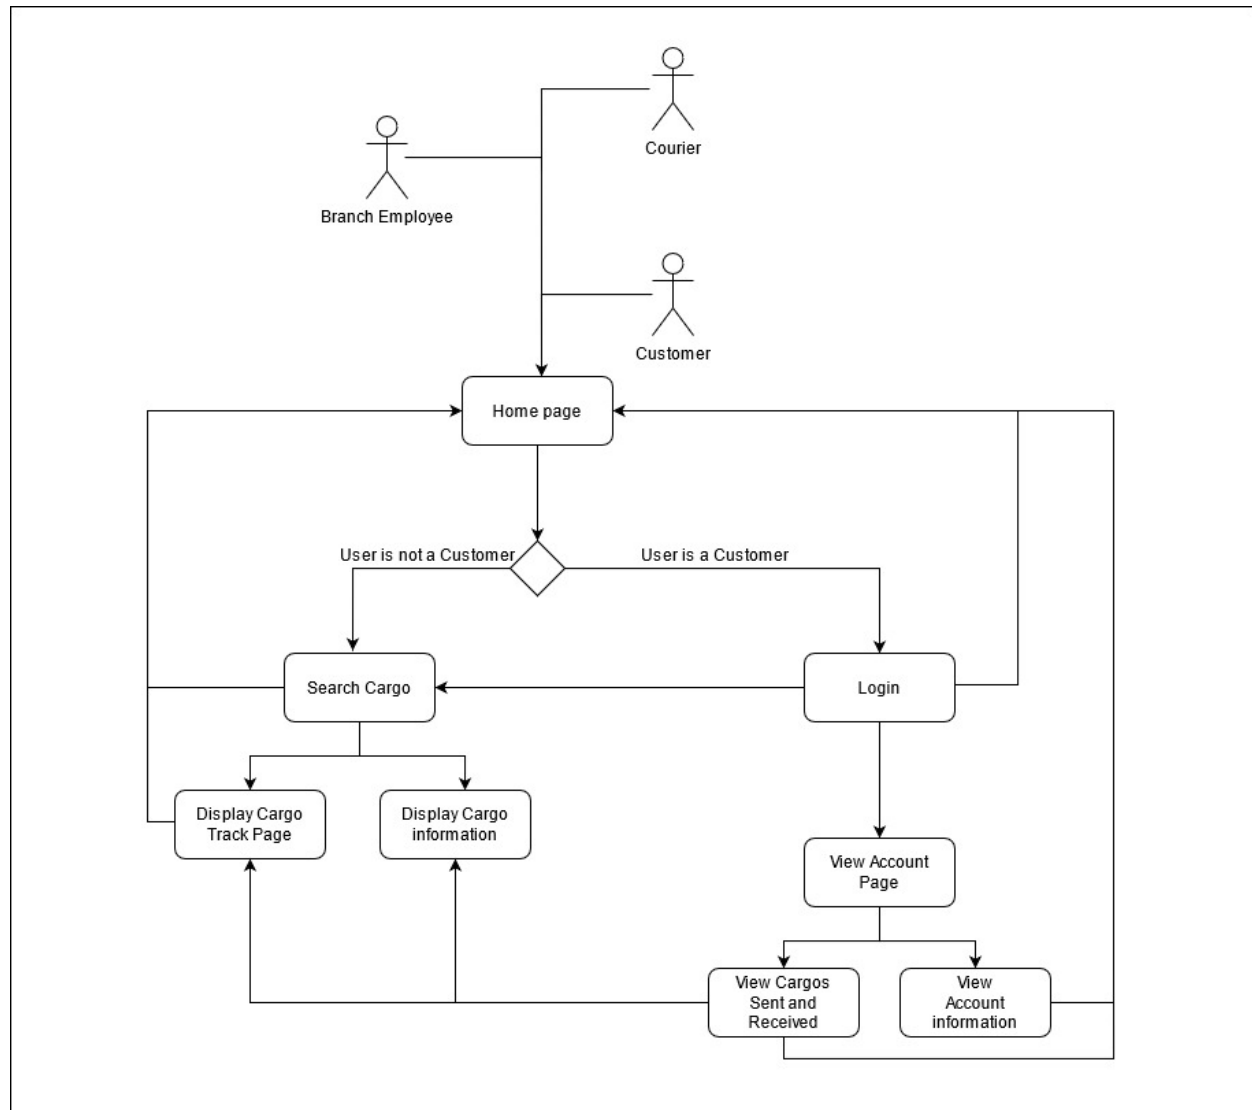 Courier
Branch Employee
Customer
Home page
User is not a Customer
User is a Customer
Search Cargo
Login
Display Cargo
Track Page
Display Cargo
information
View Account
Page
View Cargos
Sent and
Received
View
Account
information